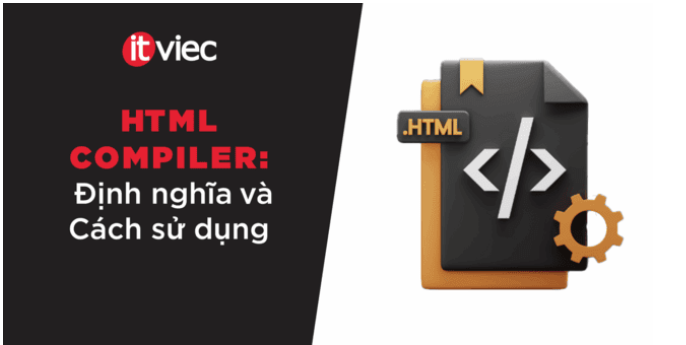 itviec
HTML
COMPILER:
Định nghĩa và
Cách sử dụng
.HTML
</>